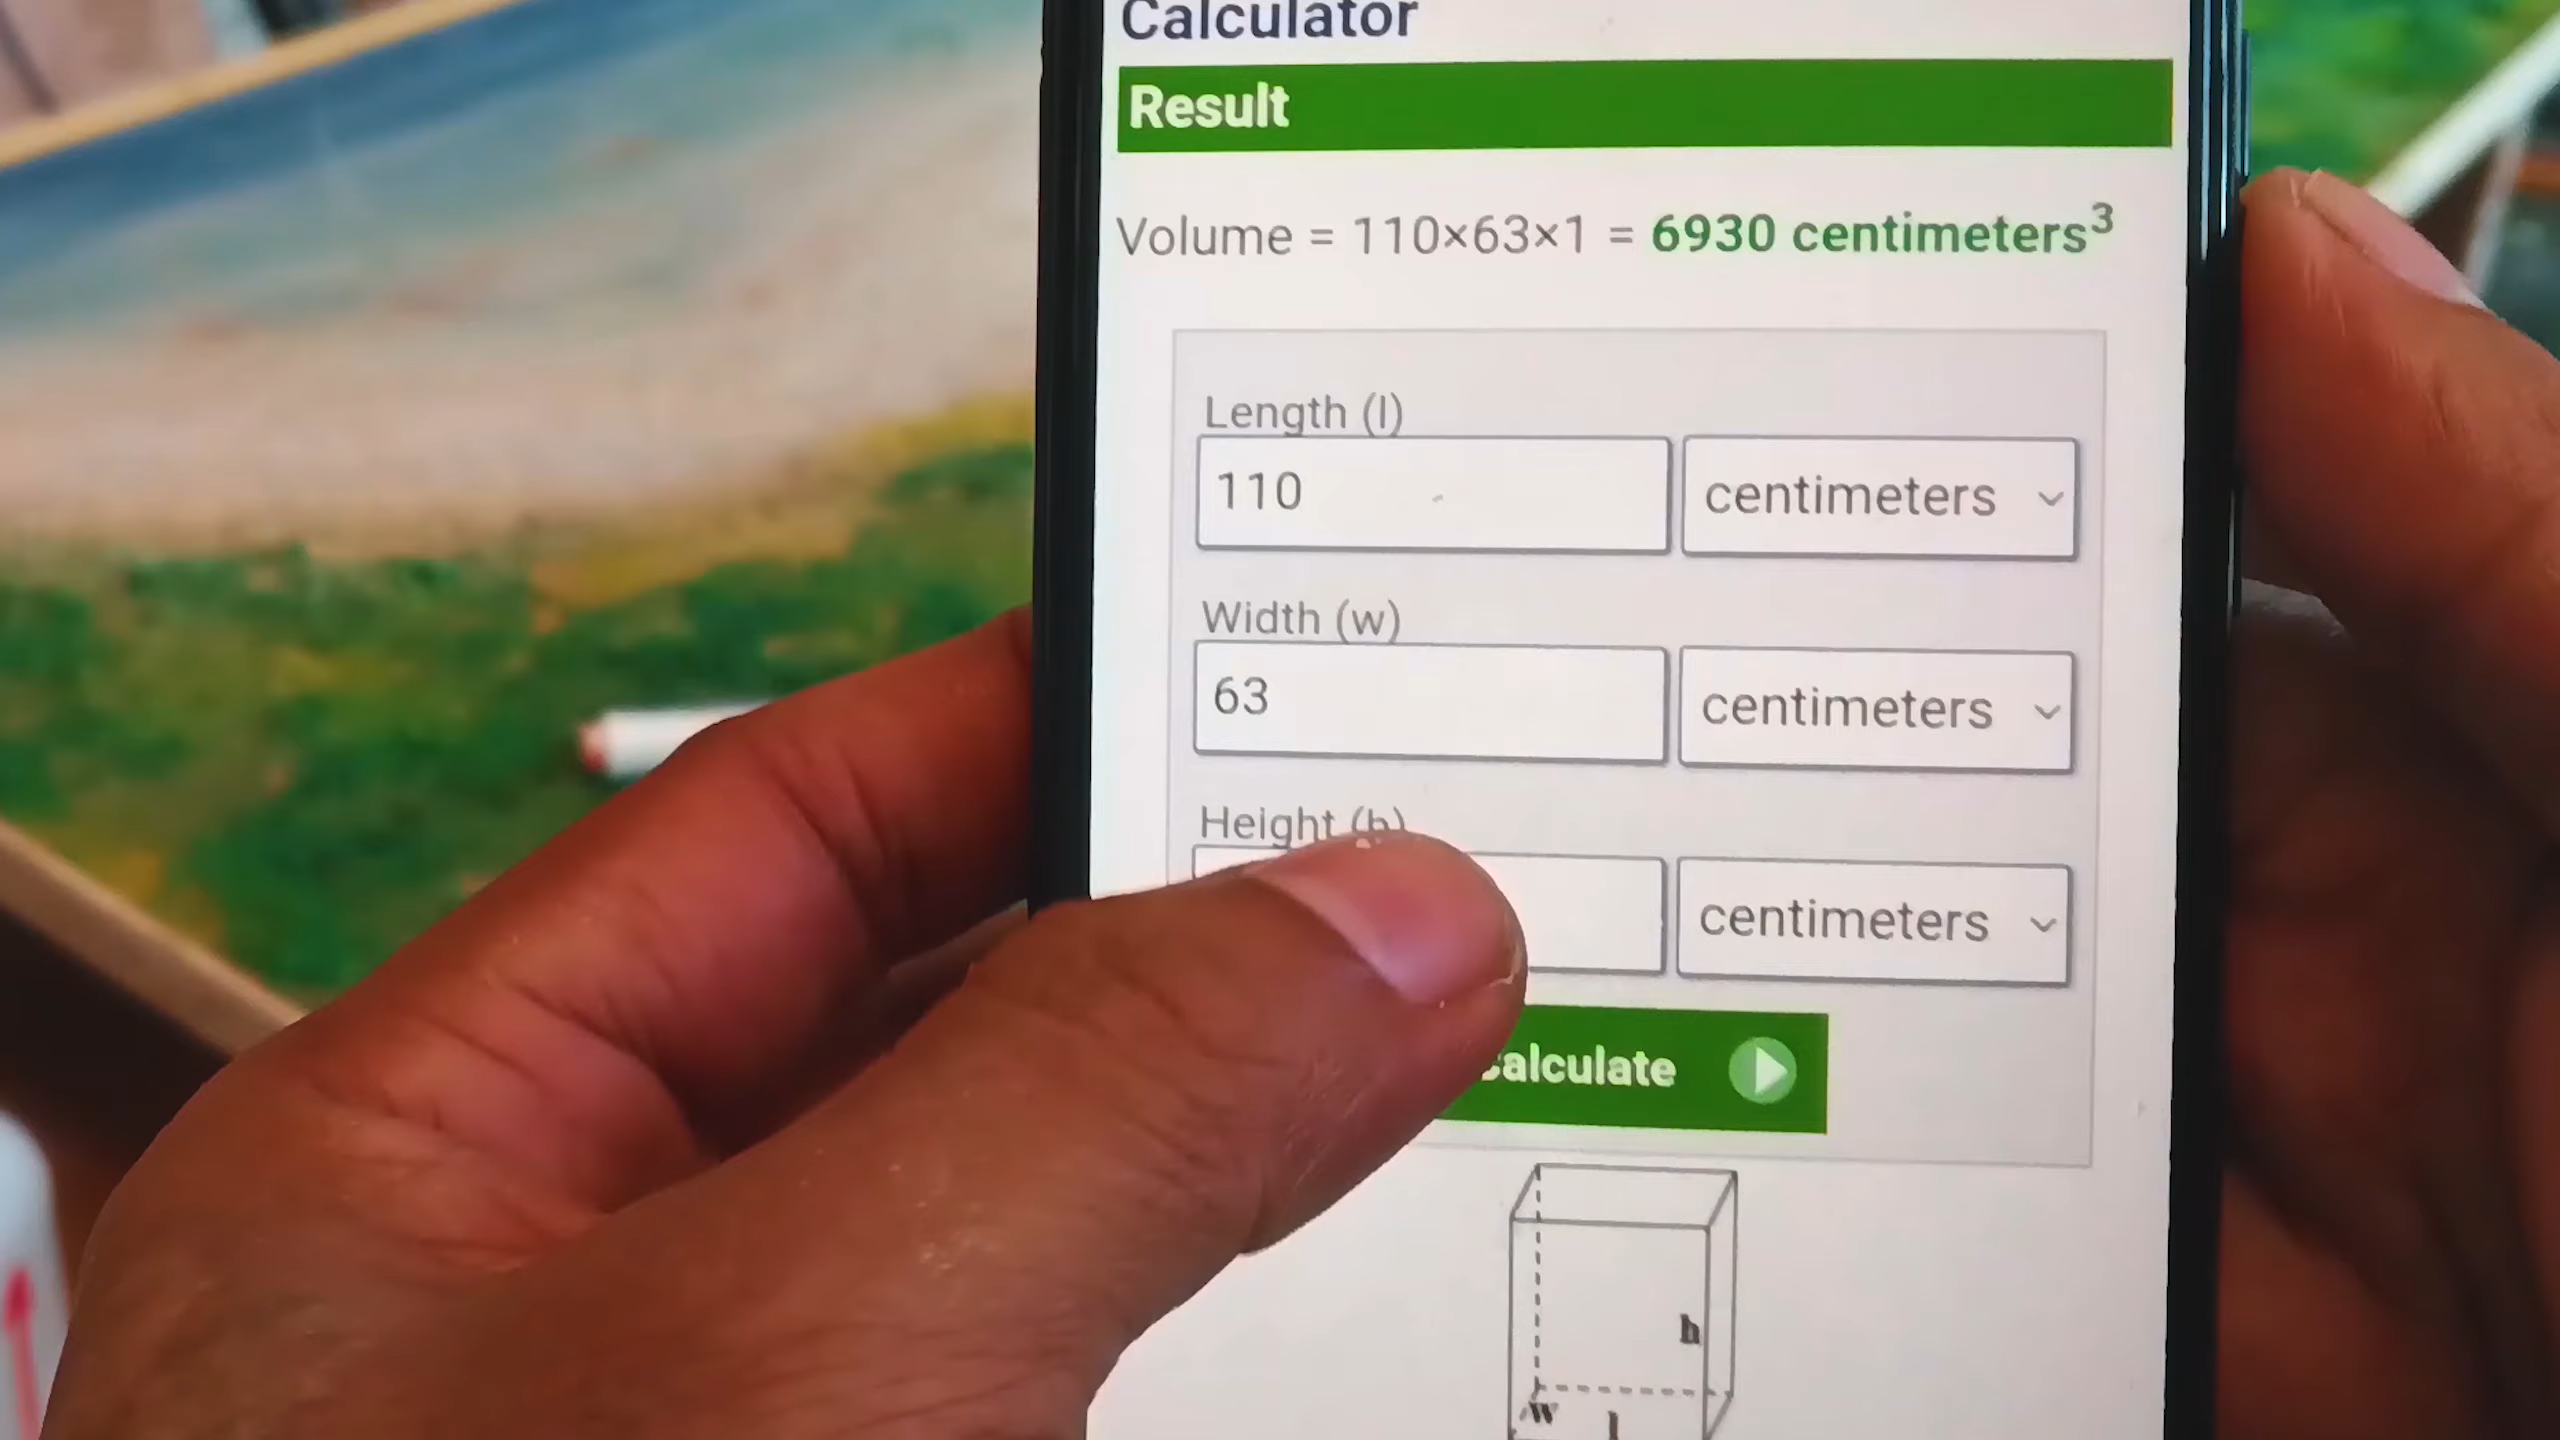 Calculator
Result
Volume = 110×63×1 = 6930 centimeters³
Length (l)
110 centimeters
Width (w)
63 centimeters
Height (h)
centimeters
alculate
h
w l